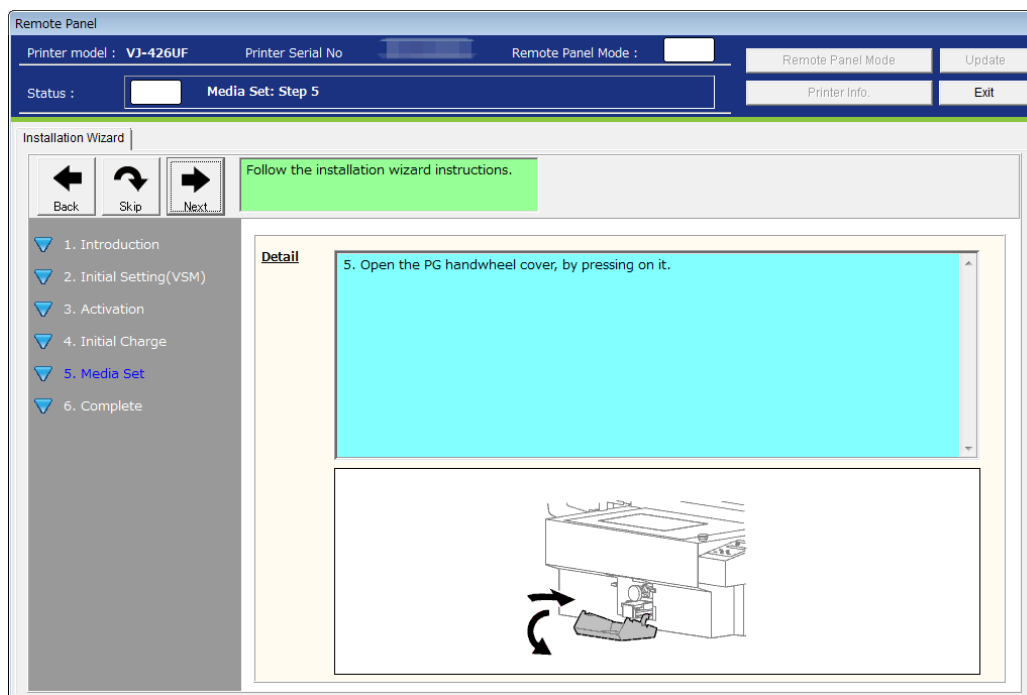 Remote Panel
Printer model : VJ-426UF Printer Serial No Remote Panel Mode :
Remote Panel Mode Update
Status : Media Set: Step 5
Printer Info. Exit
Installation Wizard
Back Skip Next
Follow the installation wizard instructions.
1. Introduction
2. Initial Setting(VSM)
3. Activation
4. Initial Charge
5. Media Set
6. Complete
Detail
5. Open the PG handwheel cover, by pressing on it.